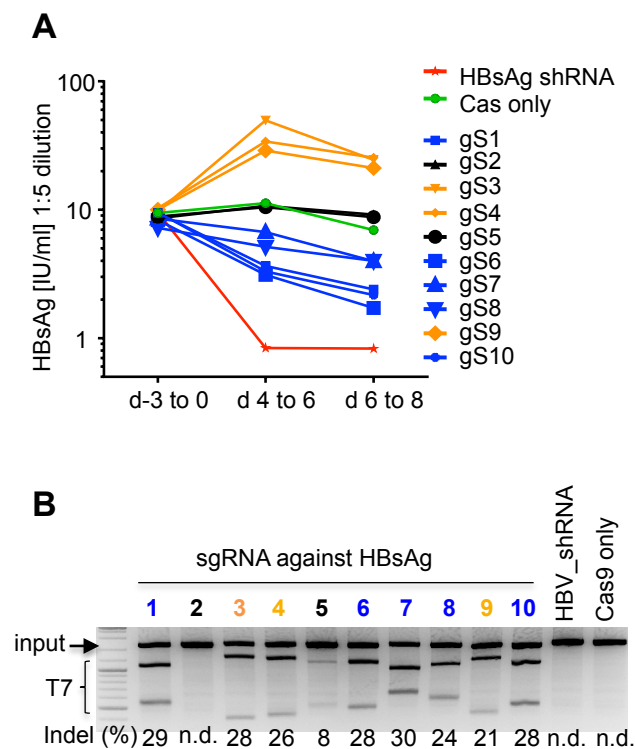 A
HBsAg [IU/ml] 1:5 dilution
100
10
1
d-3 to 0 d 4 to 6 d 6 to 8
HBsAg shRNA
Cas only
gS1
gS2
gS3
gS4
gS5
gS6
gS7
gS8
gS9
gS10
B
sgRNA against HBsAg
HBV_shRNA
Cas9 only
1 2 3 4 5 6 7 8 9 10
input
T7
Indel (%) 29 n.d. 28 26 8 28 30 24 21 28 n.d. n.d.